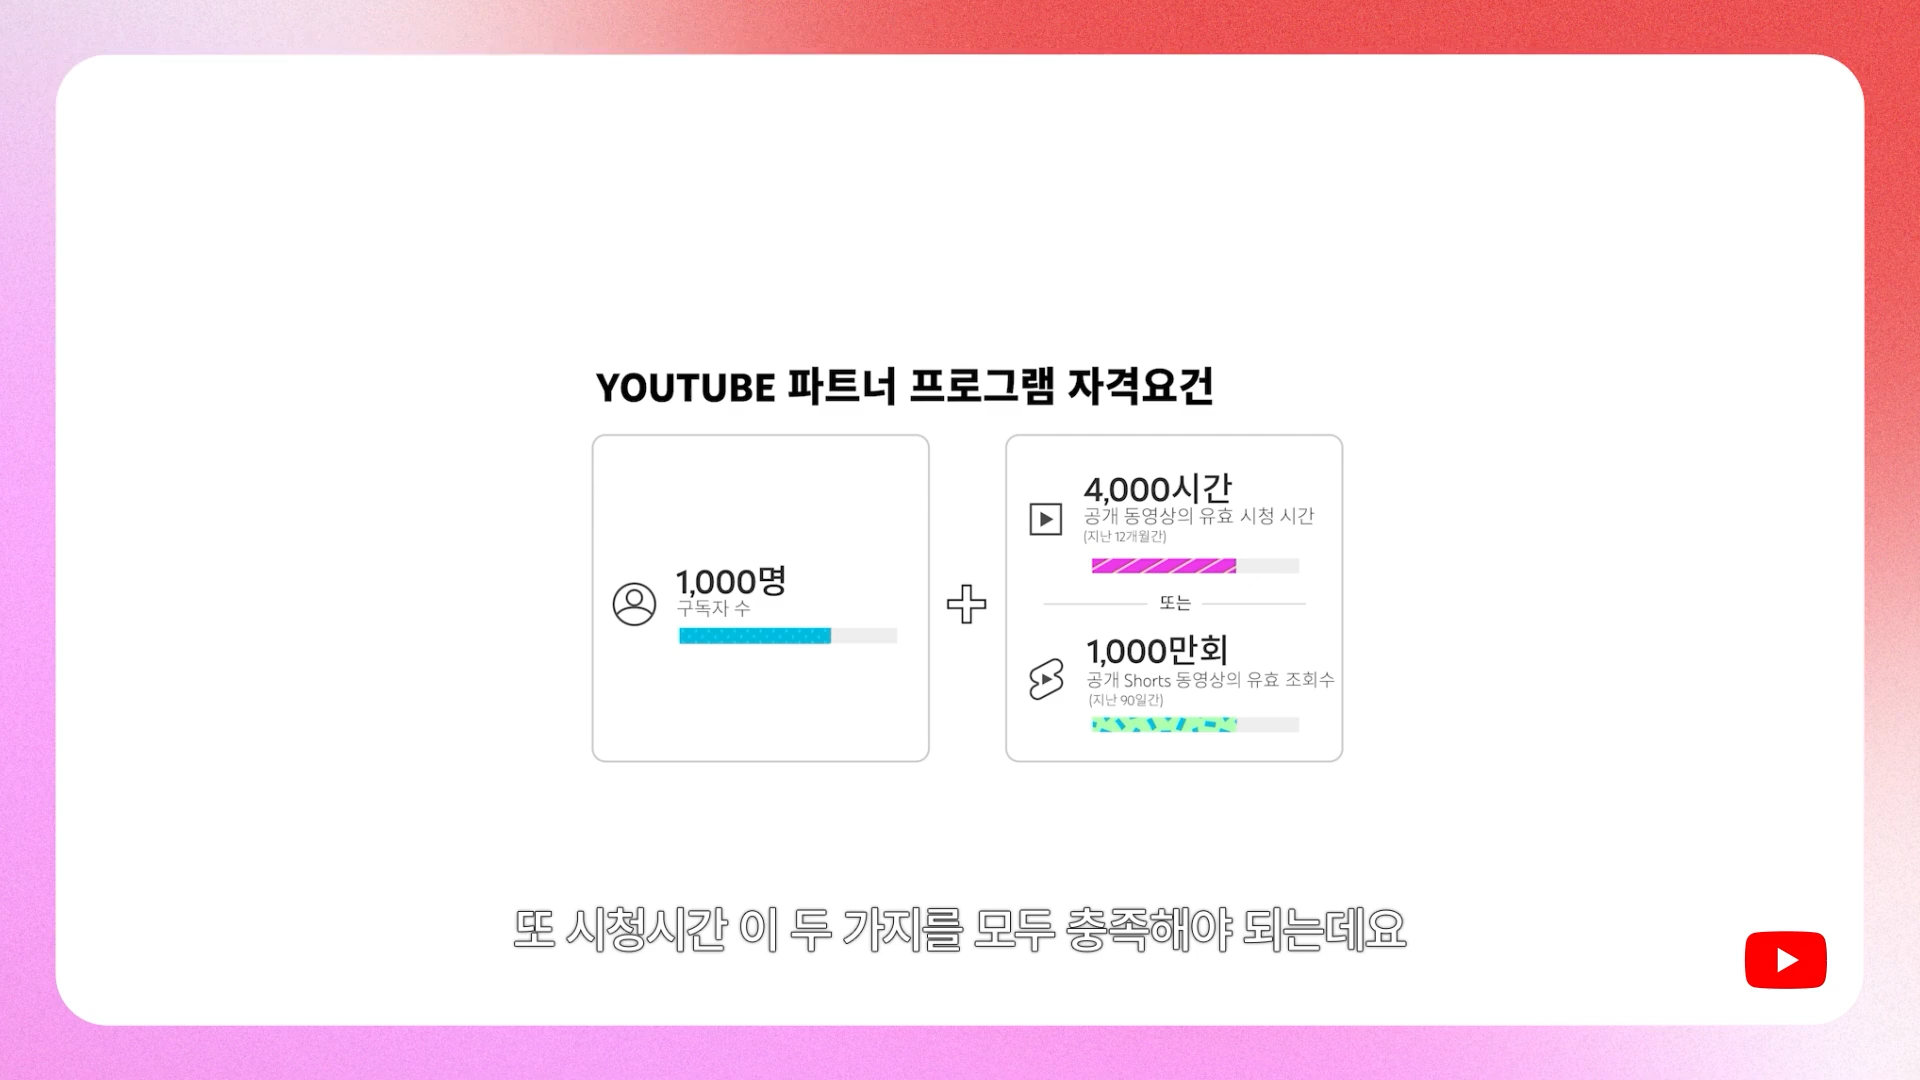 YOUTUBE 파트너 프로그램 자격요건
1,000명
구독자 수
4,000시간
공개 동영상의 유효 시청 시간
(지난 12개월간)
또는
1,000만회
공개 Shorts 동영상의 유효 조회수
(지난 90일간)
또 시청시간 이 두 가지를 모두 충족해야 되는데요